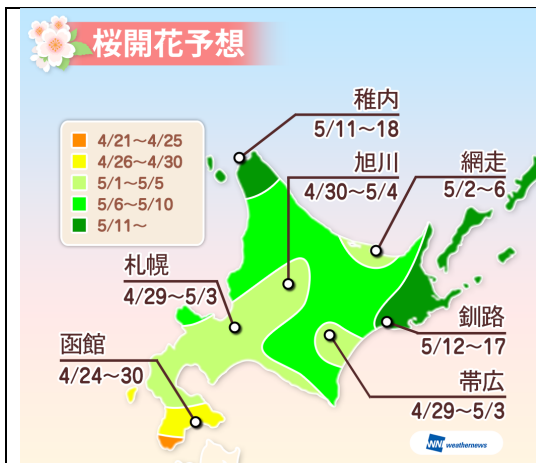 桜開花予想
4/21〜4/25
4/26〜4/30
5/1〜5/5
5/6〜5/10
5/11〜
稚内
5/11〜18
旭川
4/30〜5/4
網走
5/2〜6
札幌
4/29〜5/3
函館
4/24〜30
釧路
5/12〜17
帯広
4/29〜5/3
WN weathernews